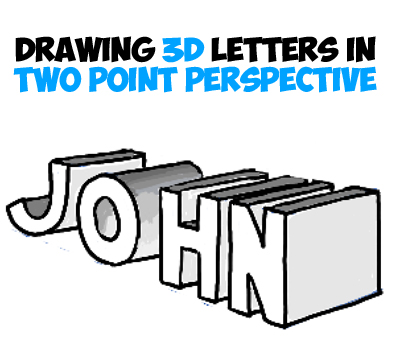 DRAWING 3D LETTERS IN
TWO POINT PERSPECTIVE
JOHN